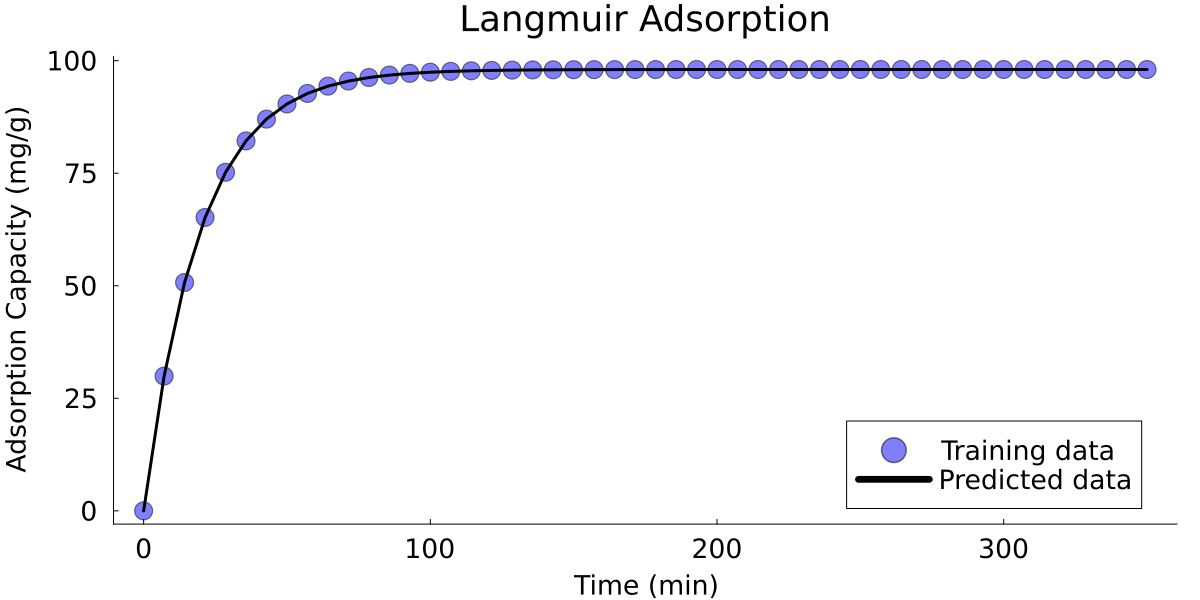 Langmuir Adsorption
Adsorption Capacity (mg/g)
100
75
50
25
0
0
100
200
300
Time (min)
Training data
Predicted data